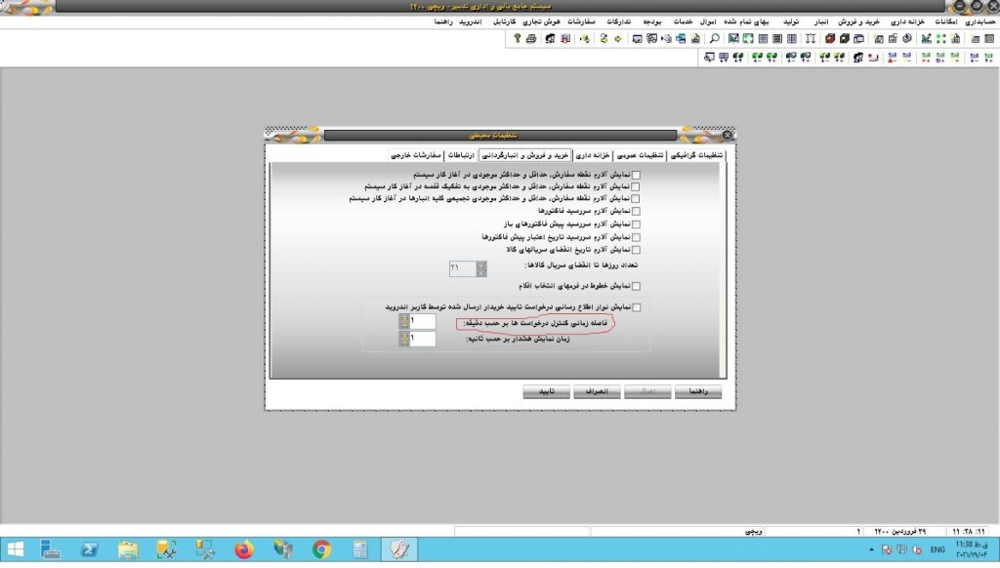 سیستم جامع مالی و اداری تدبیر - ویچی ۱۴۰۰
حسابداری امکانات خزانه داری خرید و فروش انبار تولید بهای تمام شده اموال خدمات بودجه تدارکات سفارشات هوش تجاری کارتابل اندروید راهنما
تنظیمات محیطی
تنظیمات گرافیکی تنظیمات عمومی خزانه داری خرید و فروش و انبارگردانی ارتباطات سفارشات خارجی
نمایش آلارم نقطه سفارش، حداقل و حداکثر موجودی در آغاز کار سیستم
نمایش آلارم نقطه سفارش، حداقل و حداکثر موجودی به تفکیک قفسه در آغاز کار سیستم
نمایش آلارم نقطه سفارش، حداقل و حداکثر موجودی تجمیعی کلیه انبارها در آغاز کار سیستم
نمایش آلارم سررسید فاکتورها
نمایش آلارم سررسید پیش فاکتورهای باز
نمایش آلارم سررسید تاریخ اعتبار پیش فاکتورها
نمایش آلارم تاریخ انقضای سریالهای کالا
تعداد روزها تا انقضای سریال کالاها: ۳۱
نمایش خطوط در فرمهای انتخاب اقلام
نمایش نوار اطلاع رسانی درخواست تایید خریدار ارسال شده توسط کاربر اندروید
فاصله زمانی کنترل درخواست ها بر حسب دقیقه: ۱
زمان نمایش هشدار بر حسب ثانیه: ۱
راهنما اعمال انصراف تایید
۱۱: ۳۸: ۱۱ ۲۹ فروردین ۱۴۰۰ ۱ ویچی
ENG ق.ظ 11:38